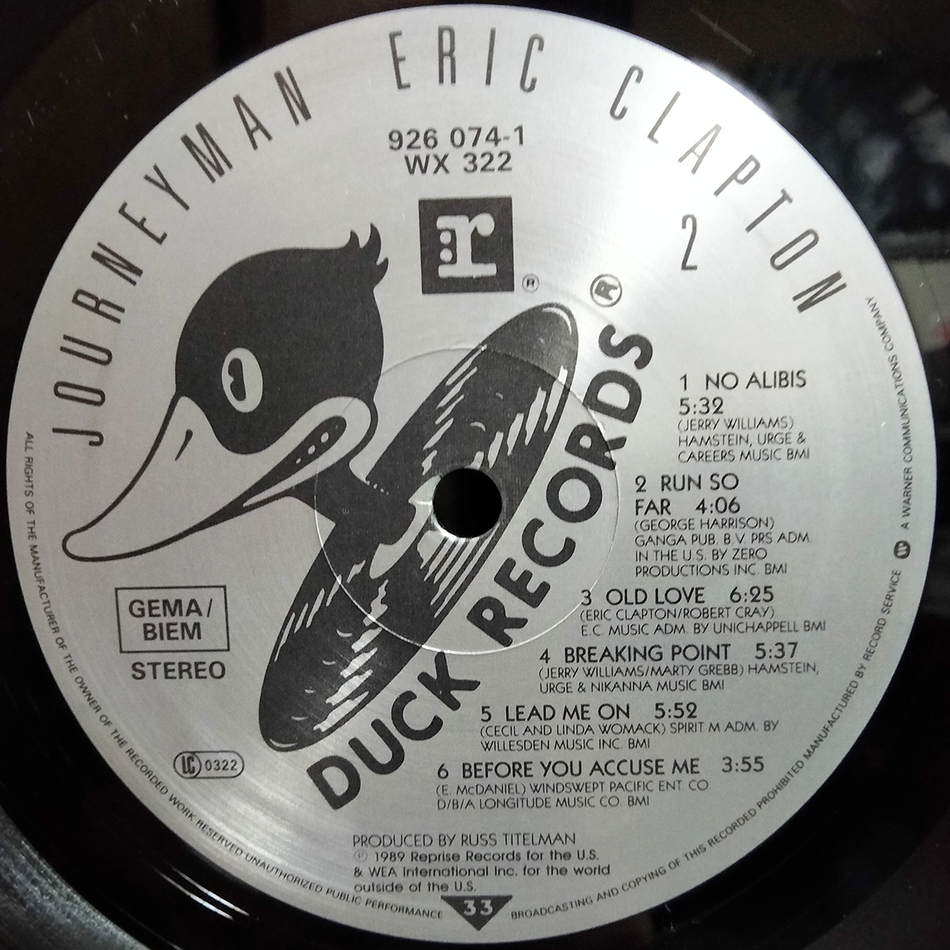 JOURNEYMAN ERIC CLAPTON
926 074-1
WX 322
r
®
2
®
DUCK RECORDS
1 NO ALIBIS
5:32
(JERRY WILLIAMS)
HAMSTEIN, URGE &
CAREERS MUSIC BMI
2 RUN SO
FAR 4:06
(GEORGE HARRISON)
GANGA PUB. B.V. PRS ADM.
IN THE U.S. BY ZERO
PRODUCTIONS INC. BMI
3 OLD LOVE 6:25
(ERIC CLAPTON/ROBERT CRAY)
E.C. MUSIC ADM. BY UNICHAPPELL BMI
4 BREAKING POINT 5:37
(JERRY WILLIAMS/MARTY GREBB) HAMSTEIN,
URGE & NIKANNA MUSIC BMI
5 LEAD ME ON 5:52
(CECIL AND LINDA WOMACK) SPIRIT M ADM. BY
WILLESDEN MUSIC INC. BMI
6 BEFORE YOU ACCUSE ME 3:55
(E. McDANIEL) WINDSWEPT PACIFIC ENT. CO.
D/B/A LONGITUDE MUSIC CO. BMI
GEMA/
BIEM
STEREO
LC 0322
PRODUCED BY RUSS TITELMAN
℗ 1989 Reprise Records for the U.S.
& WEA International Inc. for the world
outside of the U.S.
33
ALL RIGHTS OF THE MANUFACTURER OF THE OWNER OF THE RECORDED WORK RESERVED UNAUTHORIZED PUBLIC PERFORMANCE BROADCASTING AND COPYING OF THIS RECORDED PROHIBITED MANUFACTURED BY RECORD SERVICE W A WARNER COMMUNICATIONS COMPANY